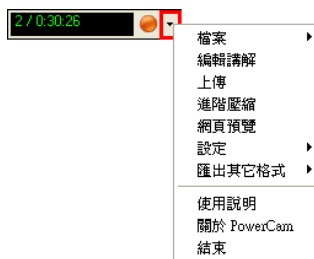 2 / 0:30:26
檔案
編輯講解
上傳
進階壓縮
網頁預覽
設定
匯出其它格式
使用說明
關於 PowerCam
結束